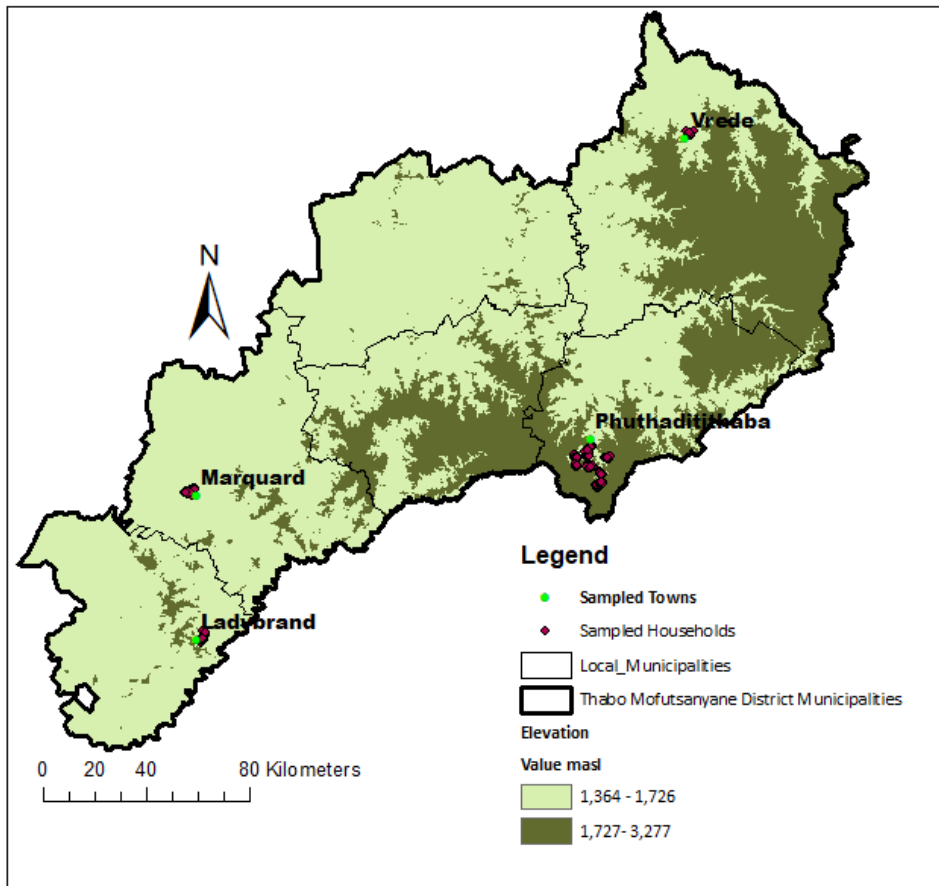 Vrede
N
Phuthaditjthaba
Marquard
Ladybrand
Legend
Sampled Towns
Sampled Households
Local_Municipalities
Thabo Mofutsanyane District Municipalities
Elevation
Value masl
1,364 - 1,726
1,727- 3,277
0 20 40 80 Kilometers